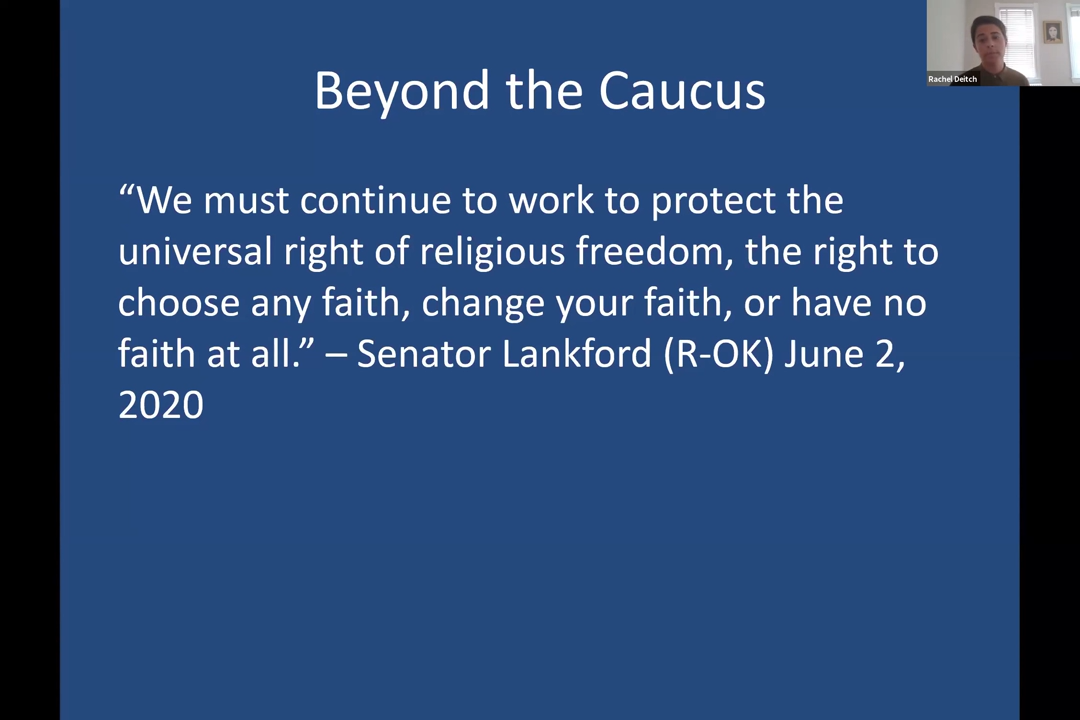 Beyond the Caucus
Rachel Deitch
“We must continue to work to protect the
universal right of religious freedom, the right to
choose any faith, change your faith, or have no
faith at all.” – Senator Lankford (R-OK) June 2,
2020